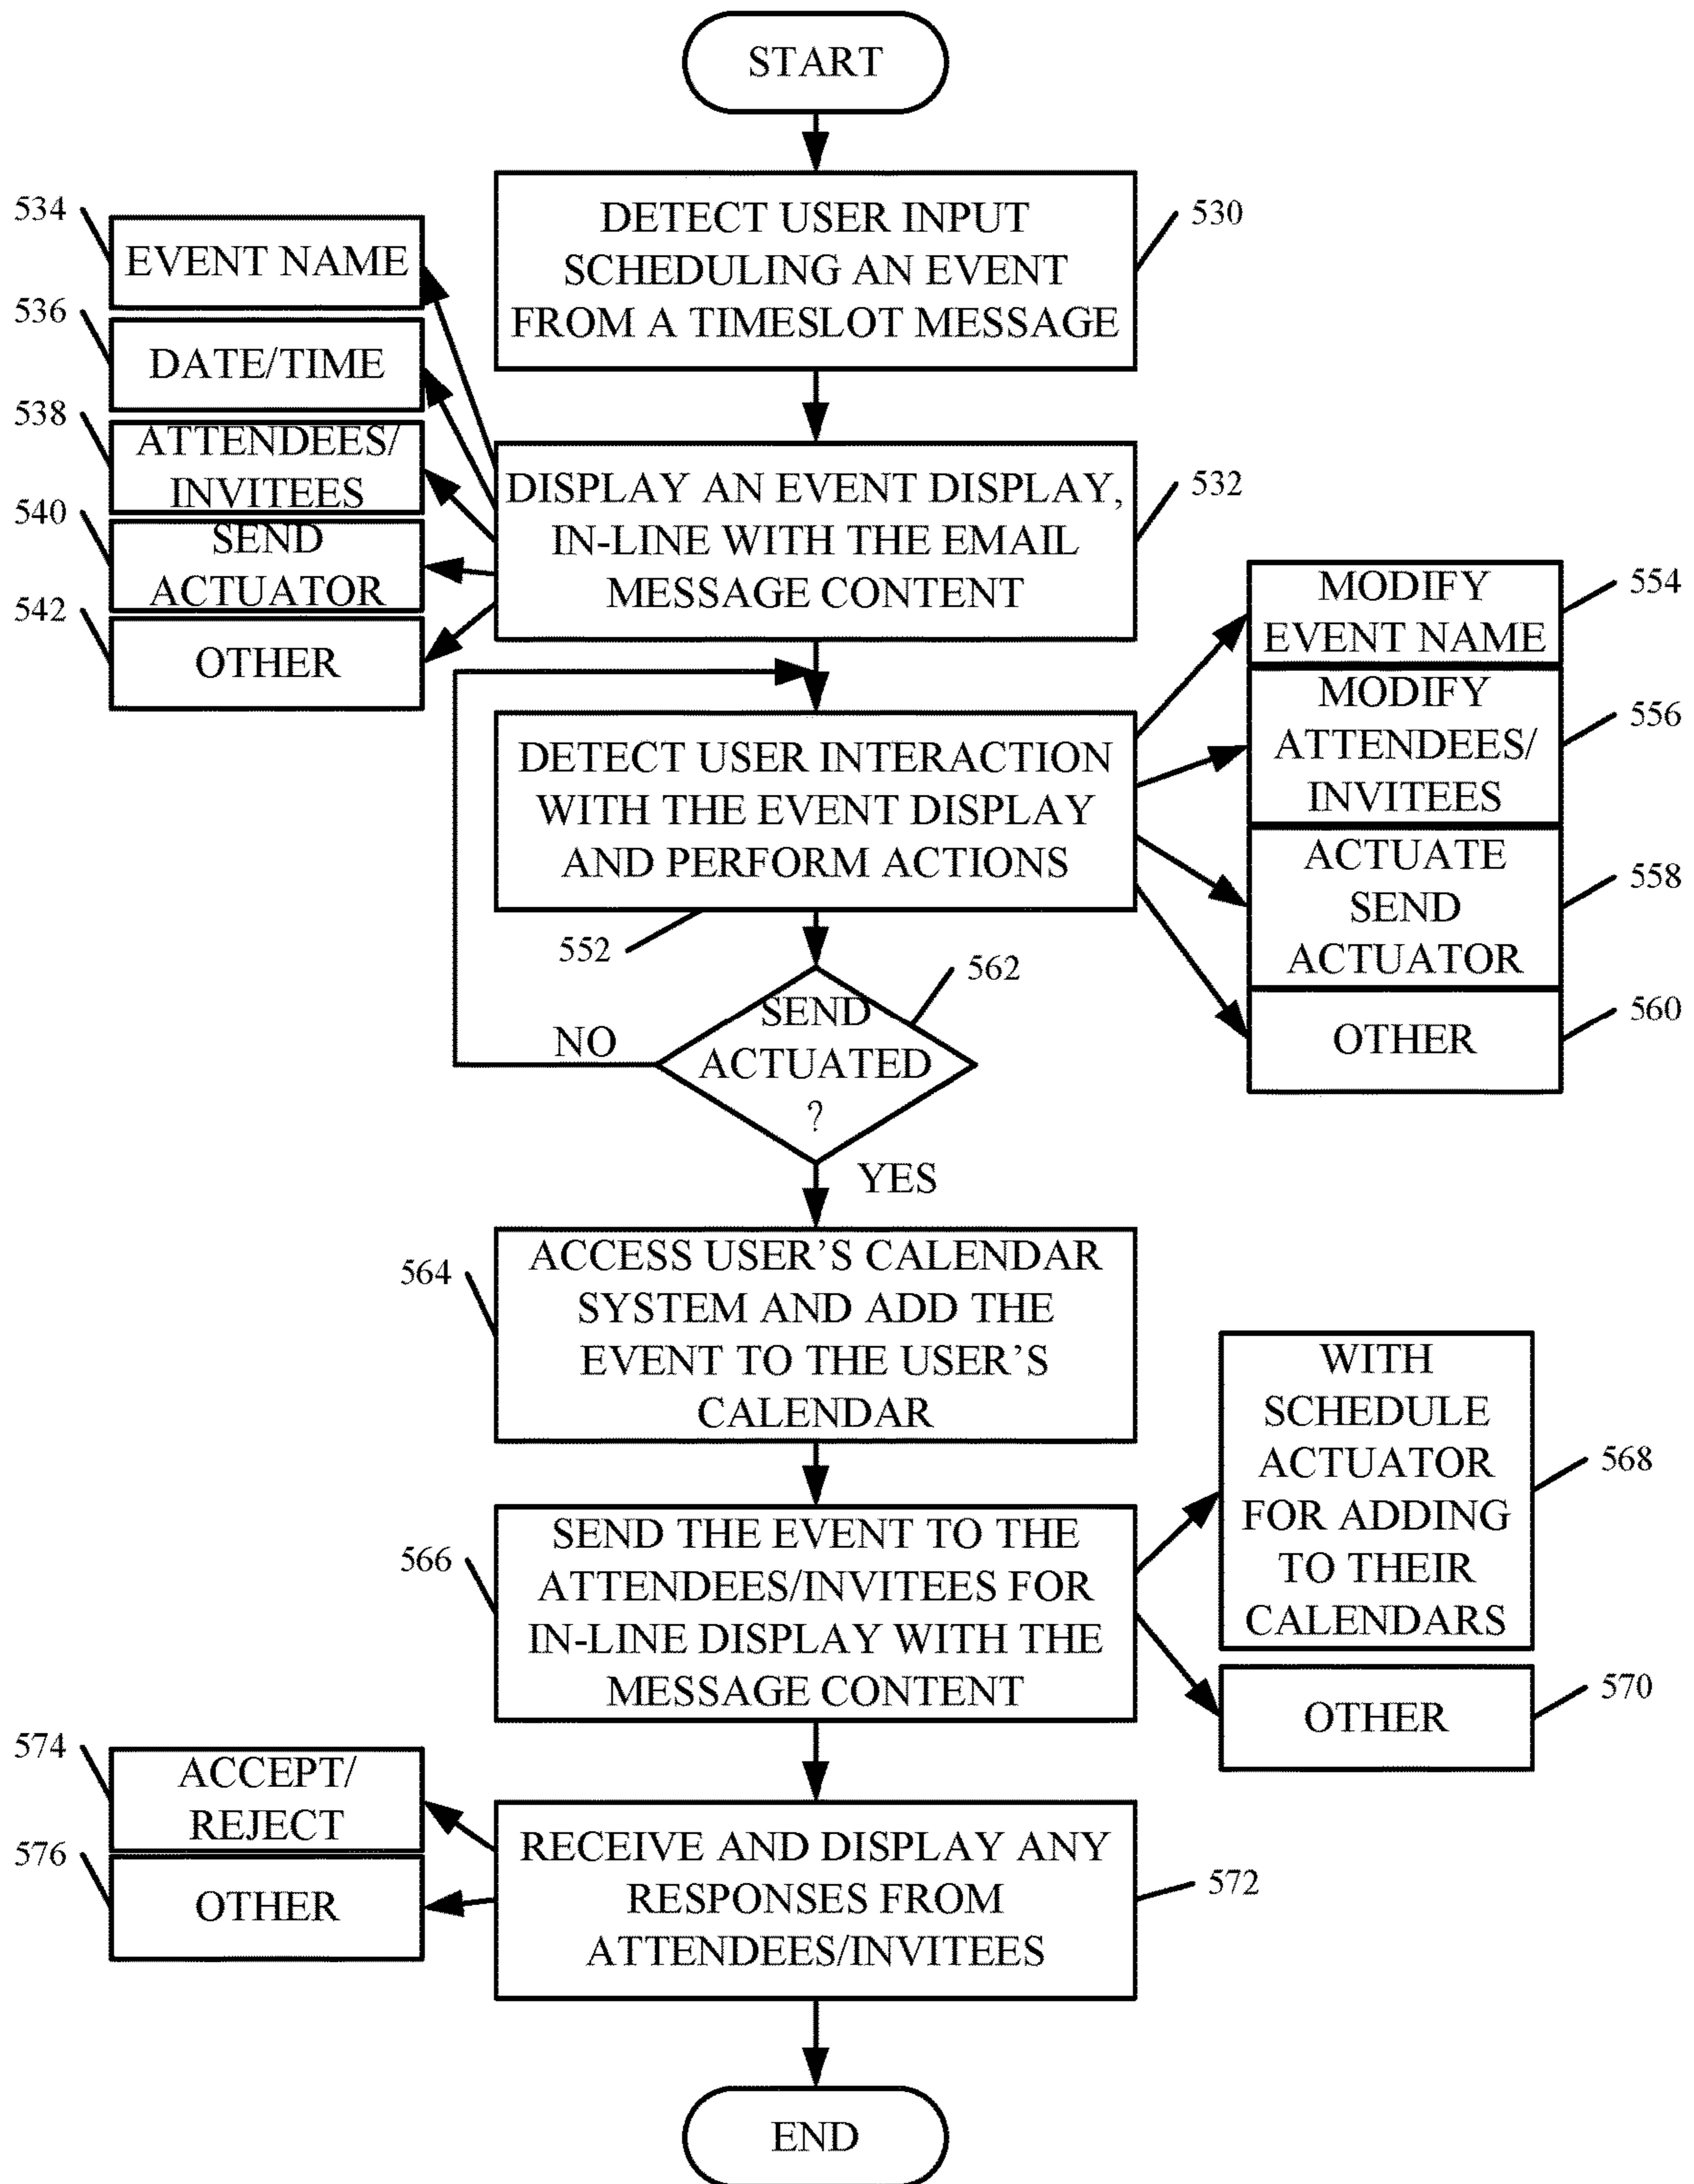 START
DETECT USER INPUT
SCHEDULING AN EVENT
FROM A TIMESLOT MESSAGE
530
534
EVENT NAME
536
DATE/TIME
538
ATTENDEES/
INVITEES
540
SEND
ACTUATOR
542
OTHER
DISPLAY AN EVENT DISPLAY,
IN-LINE WITH THE EMAIL
MESSAGE CONTENT
532
MODIFY
EVENT NAME
554
MODIFY
ATTENDEES/
INVITEES
556
ACTUATE
SEND
ACTUATOR
558
OTHER
560
DETECT USER INTERACTION
WITH THE EVENT DISPLAY
AND PERFORM ACTIONS
552
562
SEND
ACTUATED
?
NO
YES
564
ACCESS USER’S CALENDAR
SYSTEM AND ADD THE
EVENT TO THE USER’S
CALENDAR
566
SEND THE EVENT TO THE
ATTENDEES/INVITEES FOR
IN-LINE DISPLAY WITH THE
MESSAGE CONTENT
WITH
SCHEDULE
ACTUATOR
FOR ADDING
TO THEIR
CALENDARS
568
OTHER
570
574
ACCEPT/
REJECT
576
OTHER
RECEIVE AND DISPLAY ANY
RESPONSES FROM
ATTENDEES/INVITEES
572
END